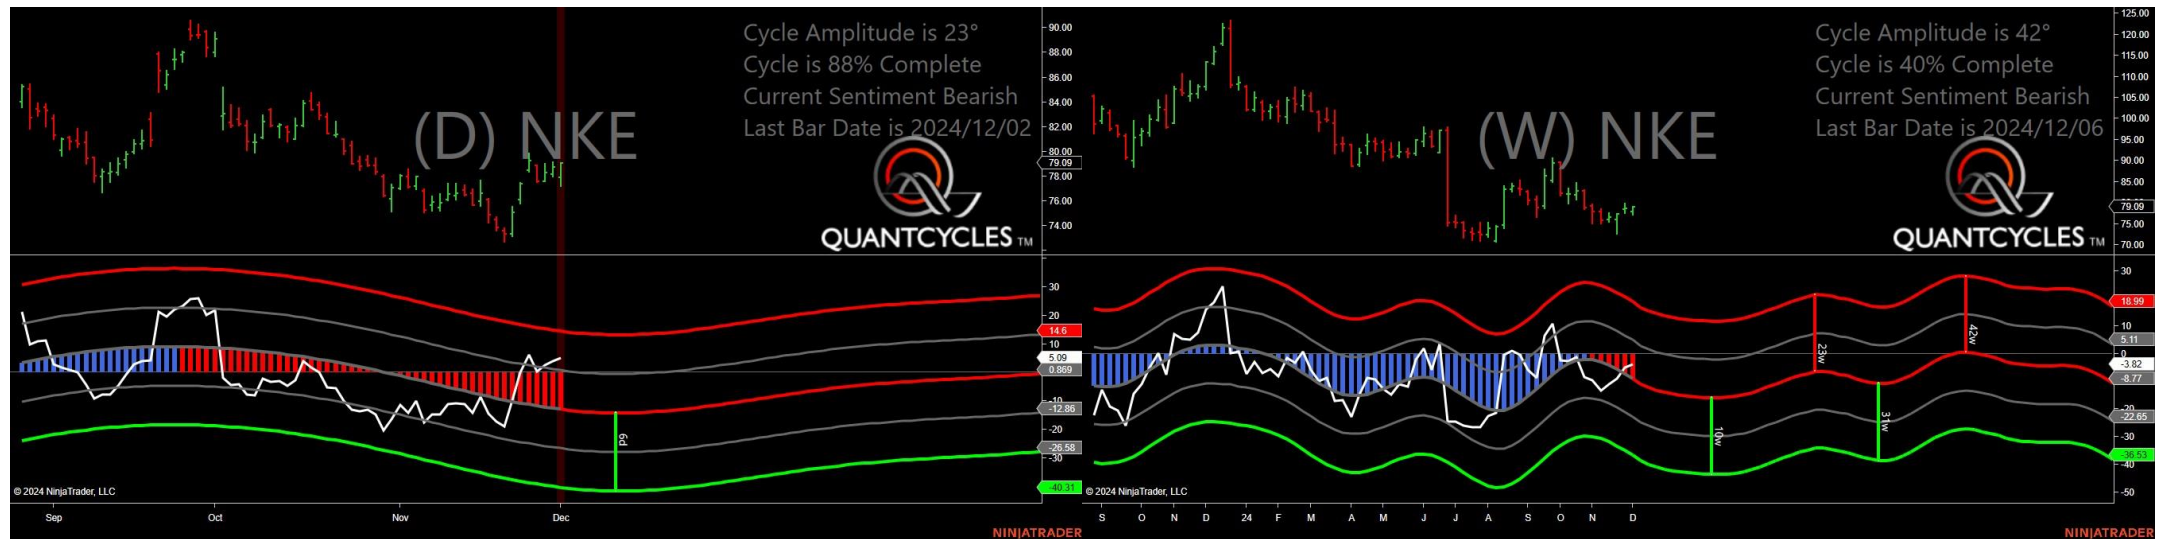 Cycle Amplitude is 23°
Cycle is 88% Complete
Current Sentiment Bearish
Last Bar Date is 2024/12/02
(D) NKE
QUANTCYCLES TM
90.00
88.00
86.00
84.00
82.00
80.00
79.09
78.00
76.00
74.00
30
20
14.6
10
5.09
0.869
-10
-12.86
-20
-26.58
-30
-40.31
6d
© 2024 NinjaTrader, LLC
Sep Oct Nov Dec
NINJATRADER
Cycle Amplitude is 42°
Cycle is 40% Complete
Current Sentiment Bearish
Last Bar Date is 2024/12/06
(W) NKE
QUANTCYCLES TM
125.00
120.00
115.00
110.00
105.00
100.00
95.00
90.00
85.00
79.09
75.00
70.00
30
18.99
10
5.11
0
-3.82
-8.77
-20
-22.65
-30
-36.53
-40
-50
10w
23w
31w
42w
© 2024 NinjaTrader, LLC
S O N D 24 F M A M J J A S O N D
NINJATRADER